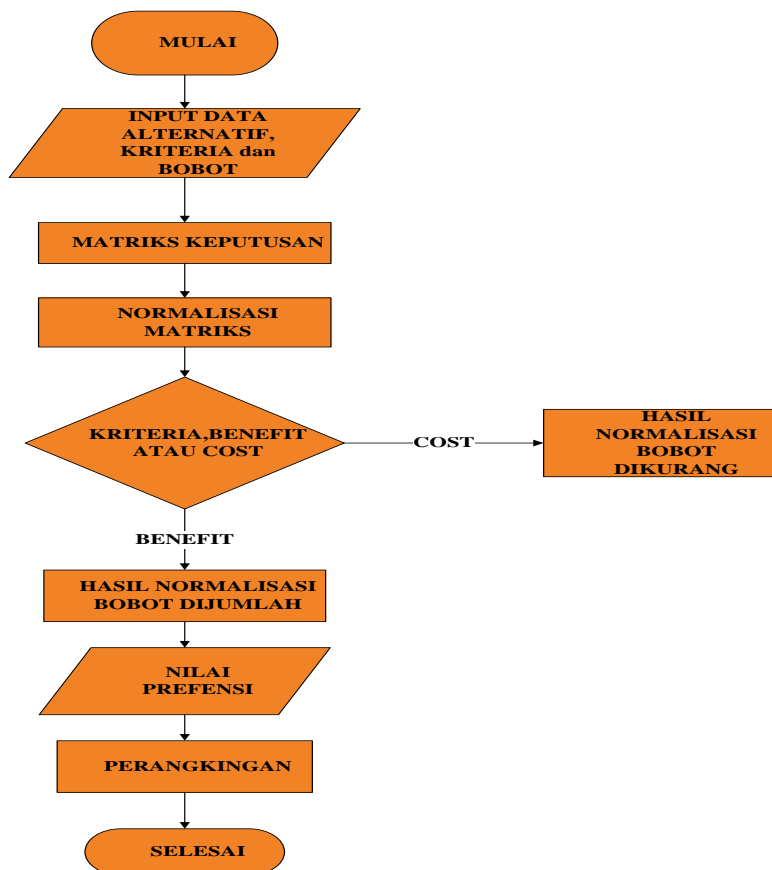 MULAI
INPUT DATA
ALTERNATIF,
KRITERIA dan
BOBOT
MATRIKS KEPUTUSAN
NORMALISASI
MATRIKS
KRITERIA,BENEFIT
ATAU COST
COST
HASIL
NORMALISASI
BOBOT
DIKURANG
BENEFIT
HASIL NORMALISASI
BOBOT DIJUMLAH
NILAI
PREFENSI
PERANGKINGAN
SELESAI